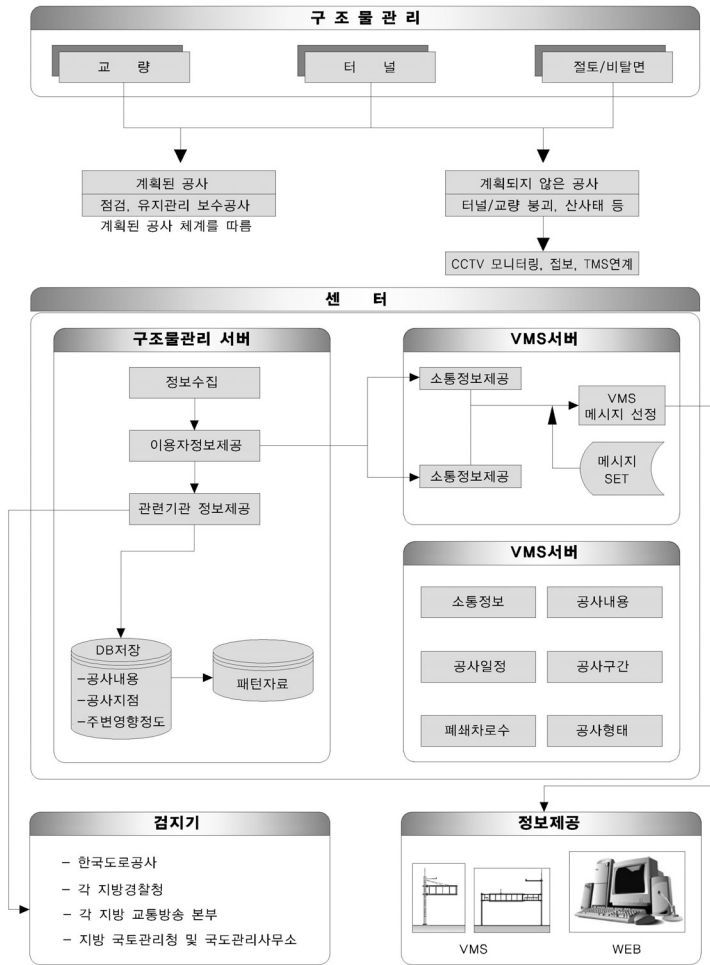 구 조 물 관 리
교 량
터 널
절토/비탈면
계획된 공사
점검, 유지관리 보수공사
계획된 공사 체계를 따름
계획되지 않은 공사
터널/교량 붕괴, 산사태 등
CCTV 모니터링, 접보, TMS연계
센 터
구조물관리 서버
정보수집
이용자정보제공
관련기관 정보제공
DB저장
-공사내용
-공사지점
-주변영향정도
패턴자료
VMS서버
소통정보제공
소통정보제공
VMS
메시지 선정
메시지
SET
VMS서버
소통정보
공사내용
공사일정
공사구간
폐쇄차로수
공사형태
검지기
- 한국도로공사
- 각 지방경찰청
- 각 지방 교통방송 본부
- 지방 국토관리청 및 국도관리사무소
정보제공
VMS
WEB